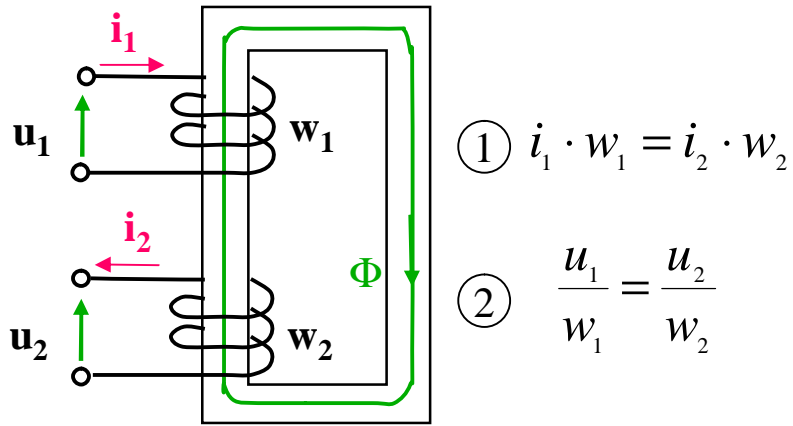 i₁
u₁
w₁
i₂
Φ
u₂
w₂
① i₁ · w₁ = i₂ · w₂
② u₁/w₁ = u₂/w₂